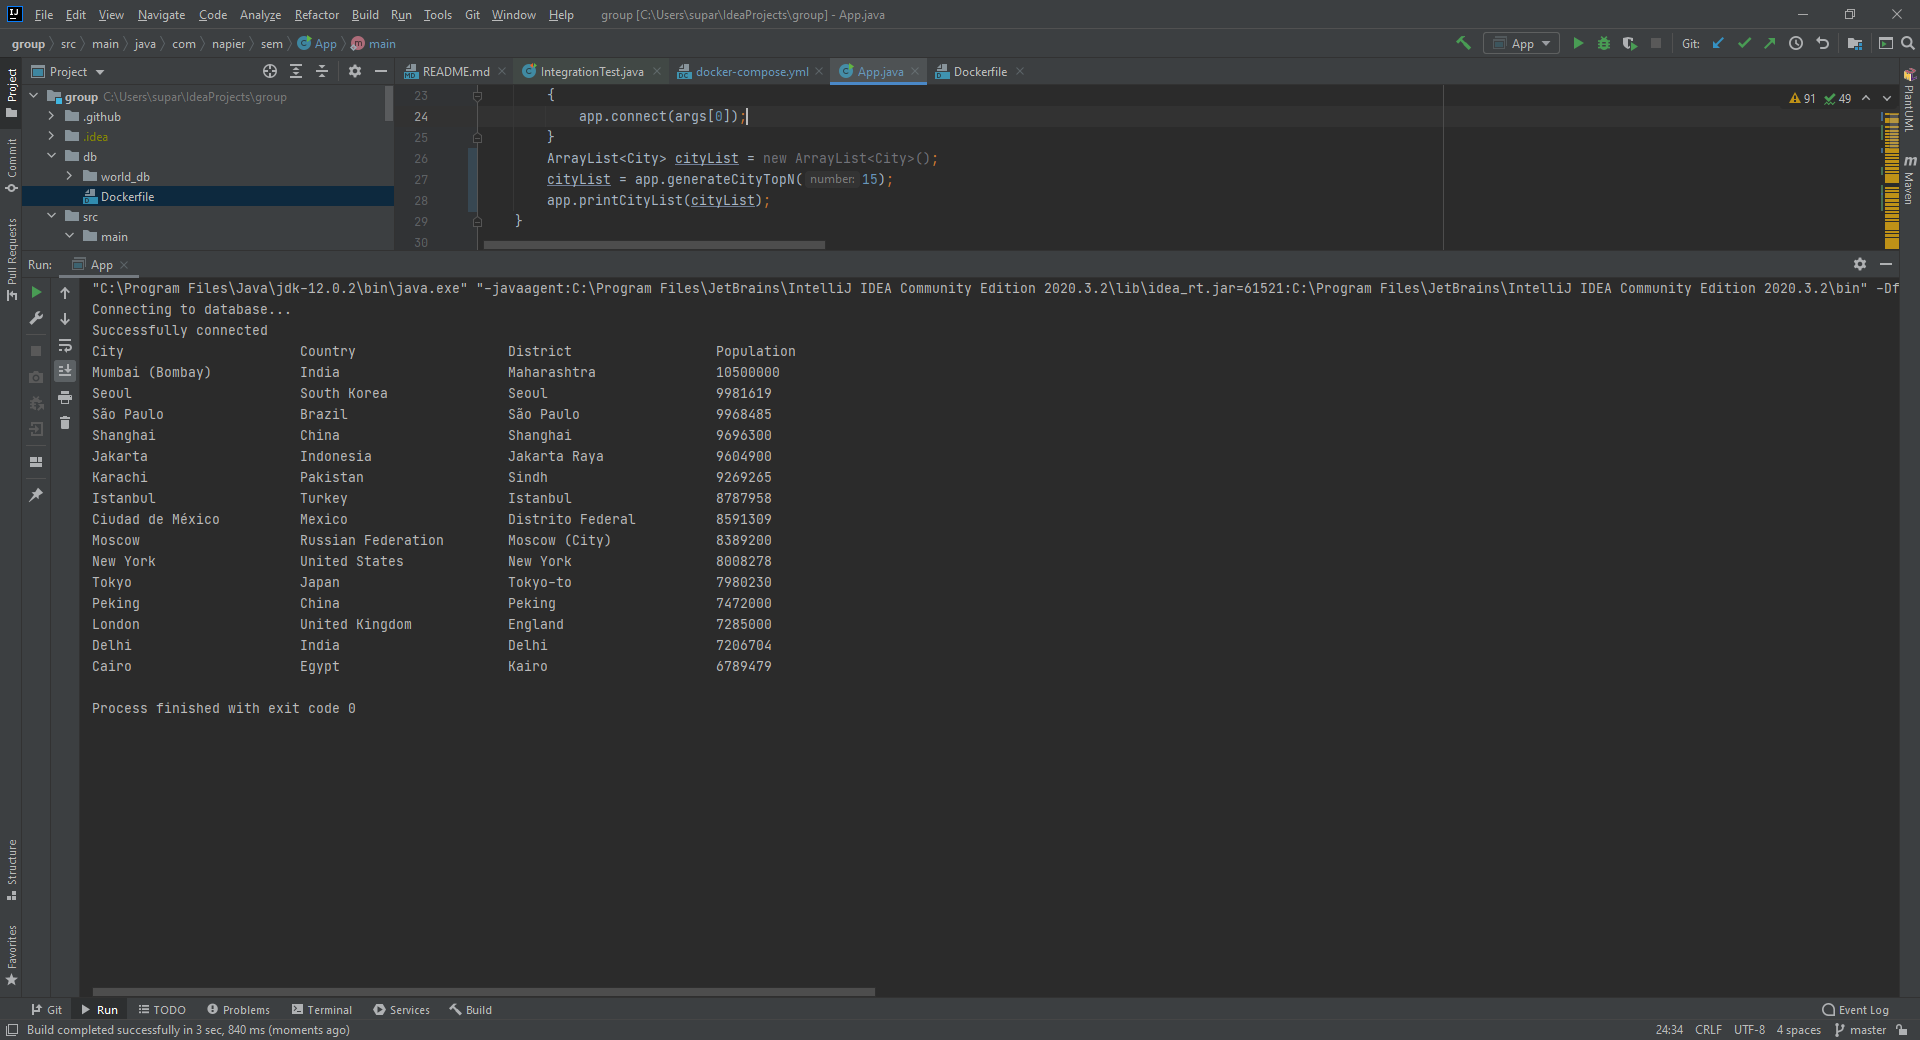 File Edit View Navigate Code Analyze Refactor Build Run Tools Git Window Help group [C:\Users\supar\IdeaProjects\group] - App.java
group src main java com napier sem App main App Git:
Project README.md IntegrationTest.java docker-compose.yml App.java Dockerfile
Project
Commit
Pull Requests
Structure
Favorites
group C:\Users\supar\IdeaProjects\group
.github
.idea
db
world_db
Dockerfile
src
main
23 {
24 app.connect(args[0]);
25 }
26 ArrayList<City> cityList = new ArrayList<City>();
27 cityList = app.generateCityTopN( number: 15);
28 app.printCityList(cityList);
29 }
30
91 49
PlantUML
Maven
Run: App
"C:\Program Files\Java\jdk-12.0.2\bin\java.exe" "-javaagent:C:\Program Files\JetBrains\IntelliJ IDEA Community Edition 2020.3.2\lib\idea_rt.jar=61521:C:\Program Files\JetBrains\IntelliJ IDEA Community Edition 2020.3.2\bin" -Df
Connecting to database...
Successfully connected
City Country District Population
Mumbai (Bombay) India Maharashtra 10500000
Seoul South Korea Seoul 9981619
São Paulo Brazil São Paulo 9968485
Shanghai China Shanghai 9696300
Jakarta Indonesia Jakarta Raya 9604900
Karachi Pakistan Sindh 9269265
Istanbul Turkey Istanbul 8787958
Ciudad de México Mexico Distrito Federal 8591309
Moscow Russian Federation Moscow (City) 8389200
New York United States New York 8008278
Tokyo Japan Tokyo-to 7980230
Peking China Peking 7472000
London United Kingdom England 7285000
Delhi India Delhi 7206704
Cairo Egypt Kairo 6789479
Process finished with exit code 0
Git Run TODO Problems Terminal Services Build Event Log
Build completed successfully in 3 sec, 840 ms (moments ago) 24:34 CRLF UTF-8 4 spaces master